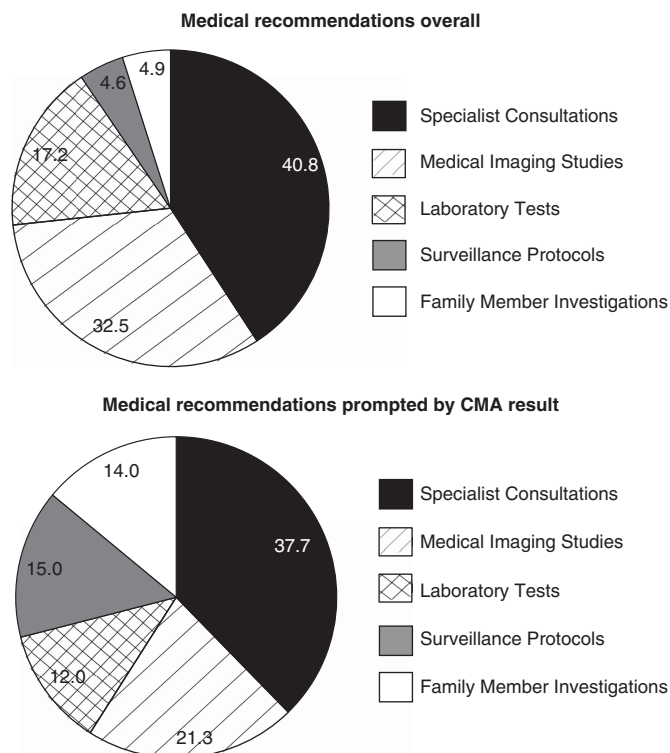 Medical recommendations overall
4.9
4.6
17.2
40.8
32.5
Specialist Consultations
Medical Imaging Studies
Laboratory Tests
Surveillance Protocols
Family Member Investigations
Medical recommendations prompted by CMA result
14.0
37.7
15.0
12.0
21.3
Specialist Consultations
Medical Imaging Studies
Laboratory Tests
Surveillance Protocols
Family Member Investigations